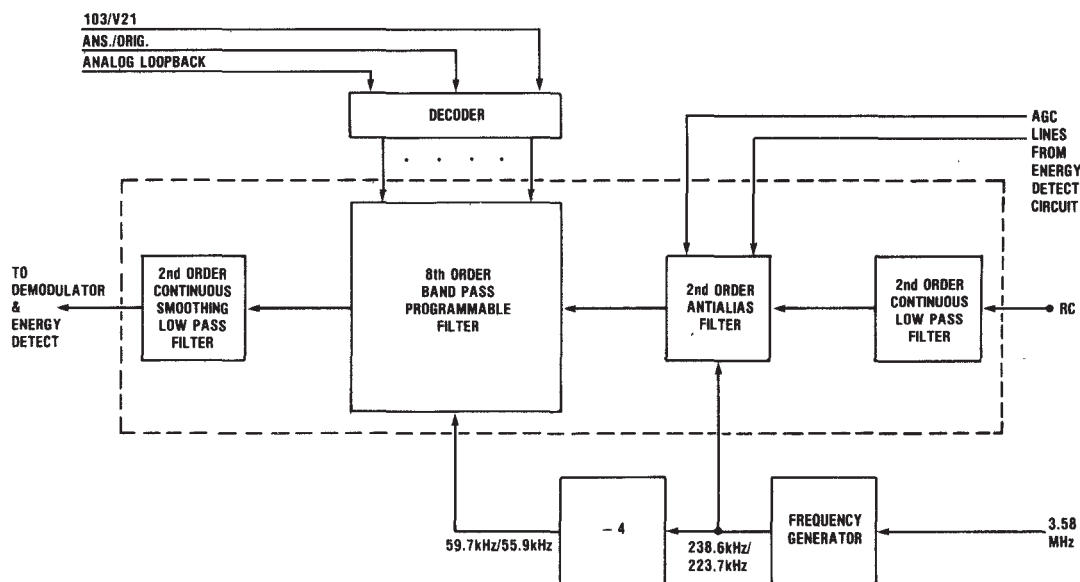 103/V21
ANS./ORIG.
ANALOG LOOPBACK
DECODER
AGC
LINES
FROM
ENERGY
DETECT
CIRCUIT
TO
DEMODULATOR
&
ENERGY
DETECT
2nd ORDER
CONTINUOUS
SMOOTHING
LOW PASS
FILTER
8th ORDER
BAND PASS
PROGRAMMABLE
FILTER
2nd ORDER
ANTIALIAS
FILTER
2nd ORDER
CONTINUOUS
LOW PASS
FILTER
RC
59.7kHz/55.9kHz
– 4
238.6kHz/
223.7kHz
FREQUENCY
GENERATOR
3.58
MHz